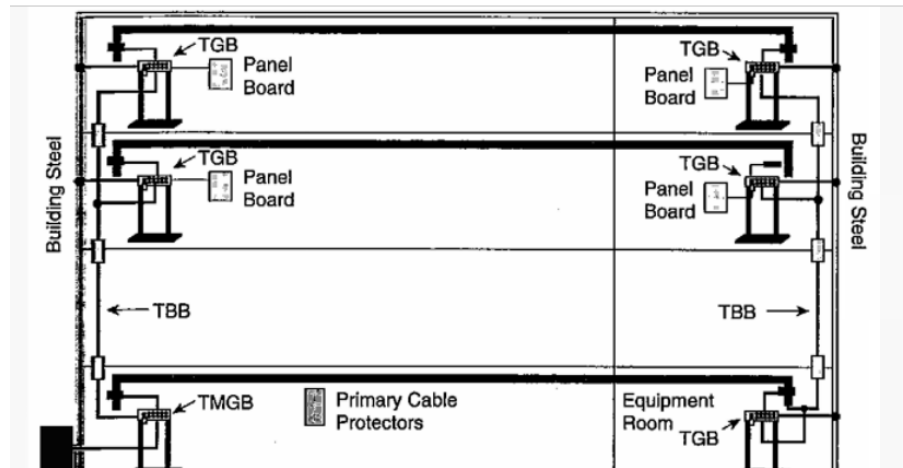 TGB
Panel
Board
TGB
Panel
Board
Building Steel
TGB
Panel
Board
TGB
Panel
Board
Building Steel
TBB
TBB
TMGB
Primary Cable
Protectors
Equipment
Room
TGB